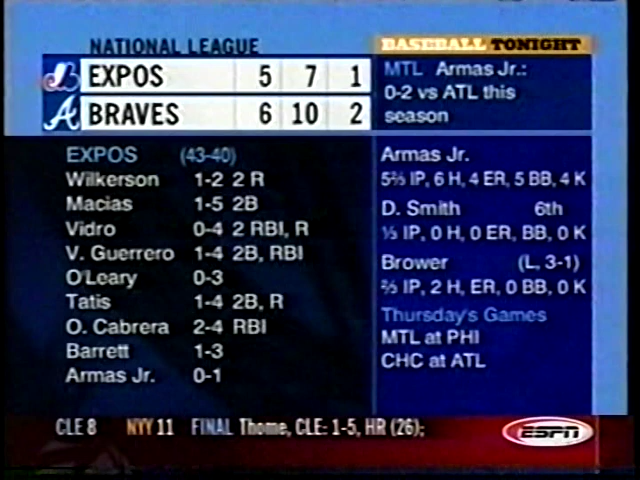 NATIONAL LEAGUE
BASEBALL TONIGHT
EXPOS 5 7 1
BRAVES 6 10 2
MTL Armas Jr.:
0-2 vs ATL this
season
EXPOS (43-40)
Wilkerson 1-2 2 R
Macias 1-5 2B
Vidro 0-4 2 RBI, R
V. Guerrero 1-4 2B, RBI
O'Leary 0-3
Tatis 1-4 2B, R
O. Cabrera 2-4 RBI
Barrett 1-3
Armas Jr. 0-1
Armas Jr.
5⅔ IP, 6 H, 4 ER, 5 BB, 4 K
D. Smith 6th
⅓ IP, 0 H, 0 ER, BB, 0 K
Brower (L, 3-1)
⅔ IP, 2 H, ER, 0 BB, 0 K
Thursday's Games
MTL at PHI
CHC at ATL
CLE 8 NYY 11 FINAL Thome, CLE: 1-5, HR (26);
ESPN